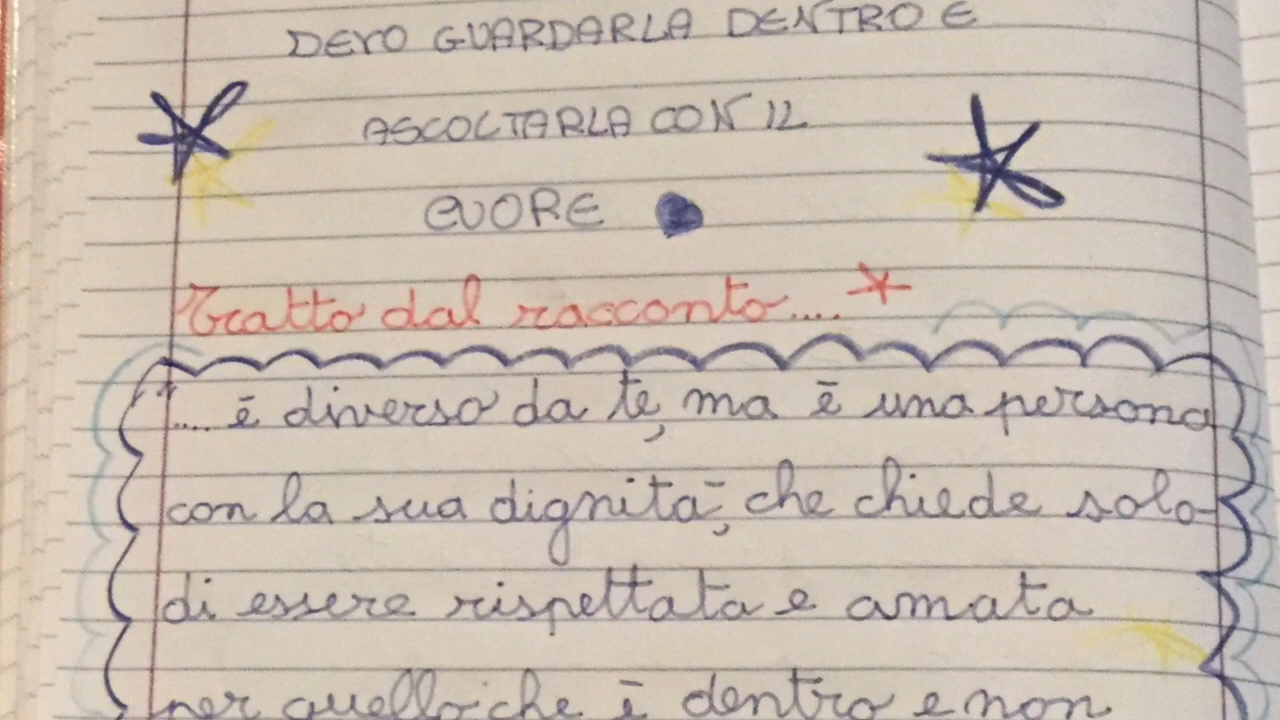 DEVO GUARDARLA DENTRO E
ASCOLTARLA CON IL
CUORE
Tratto dal racconto.... *
".... è diverso da te, ma è una persona
con la sua dignità, che chiede solo
di essere rispettata e amata
per quello che è dentro e non